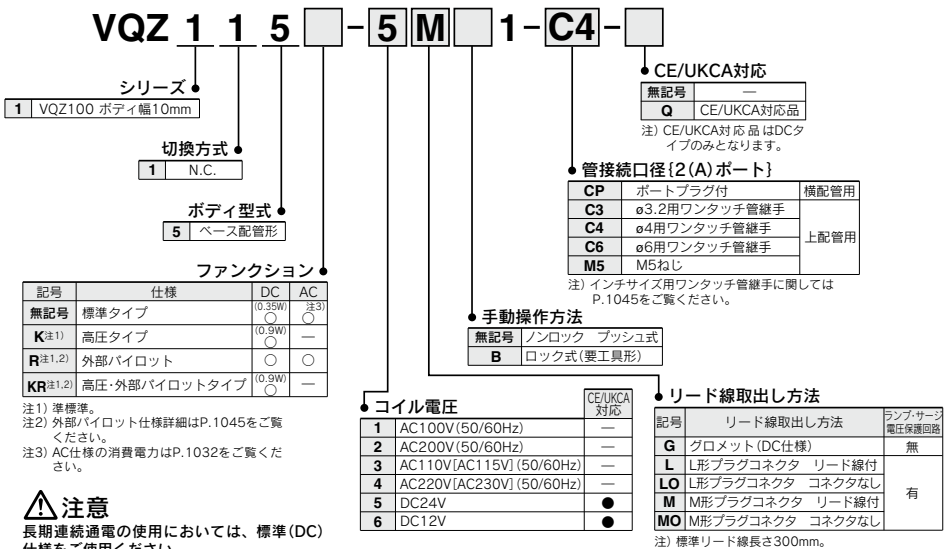 VQZ 1 1 5 □-5 M □ 1-C4-□
シリーズ
1 VQZ100 ボディ幅10mm
切換方式
1 N.C.
ボディ型式
5 ベース配管形
ファンクション
記号 仕様 DC AC
無記号 標準タイプ (0.35W) ○ 注3) ○
K注1) 高圧タイプ (0.9W) ○ —
R注1,2) 外部パイロット ○ ○
KR注1,2) 高圧・外部パイロットタイプ (0.9W) ○ —
注1) 準標準。
注2) 外部パイロット仕様詳細はP.1045をご覧
ください。
注3) AC仕様の消費電力はP.1032をご覧くだ
さい。
注意
長期連続通電の使用においては、標準(DC)
仕様をご使用ください。
コイル電圧
CE/UKCA
対応
1 AC100V(50/60Hz) —
2 AC200V(50/60Hz) —
3 AC110V[AC115V](50/60Hz) —
4 AC220V[AC230V](50/60Hz) —
5 DC24V ●
6 DC12V ●
CE/UKCA対応
無記号 —
Q CE/UKCA対応品
注) CE/UKCA対応品はDCタ
イプのみとなります。
管接続口径{2(A)ポート}
CP ポートプラグ付 横配管用
C3 ø3.2用ワンタッチ管継手 上配管用
C4 ø4用ワンタッチ管継手
C6 ø6用ワンタッチ管継手
M5 M5ねじ
注) インチサイズ用ワンタッチ管継手に関しては
P.1045をご覧ください。
手動操作方法
無記号 ノンロック プッシュ式
B ロック式(要工具形)
リード線取出し方法
記号 リード線取出し方法 ランプ・サージ
電圧保護回路
G グロメット(DC仕様) 無
L L形プラグコネクタ リード線付 有
LO L形プラグコネクタ コネクタなし
M M形プラグコネクタ リード線付
MO M形プラグコネクタ コネクタなし
注) 標準リード線長さ300mm。